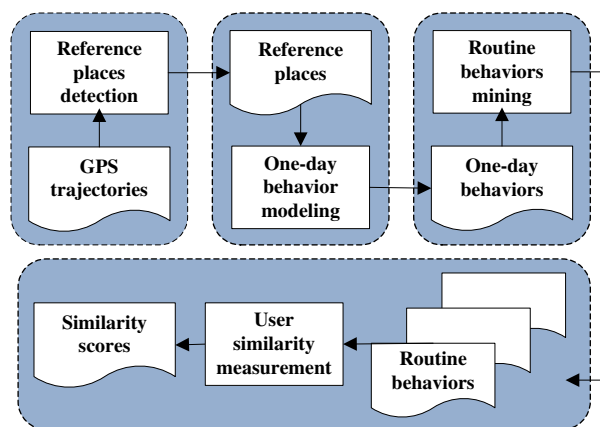 Reference
places
detection
GPS
trajectories
Reference
places
One-day
behavior
modeling
Routine
behaviors
mining
One-day
behaviors
Similarity
scores
User
similarity
measurement
Routine
behaviors